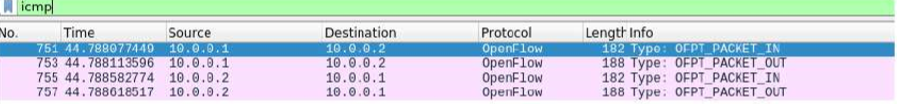 icmp
No. Time Source Destination Protocol Length Info
751 44.788077449 10.0.0.1 10.0.0.2 OpenFlow 182 Type: OFPT_PACKET_IN
753 44.788113596 10.0.0.1 10.0.0.2 OpenFlow 188 Type: OFPT_PACKET_OUT
755 44.788582774 10.0.0.2 10.0.0.1 OpenFlow 182 Type: OFPT_PACKET_IN
757 44.788618517 10.0.0.2 10.0.0.1 OpenFlow 188 Type: OFPT_PACKET_OUT